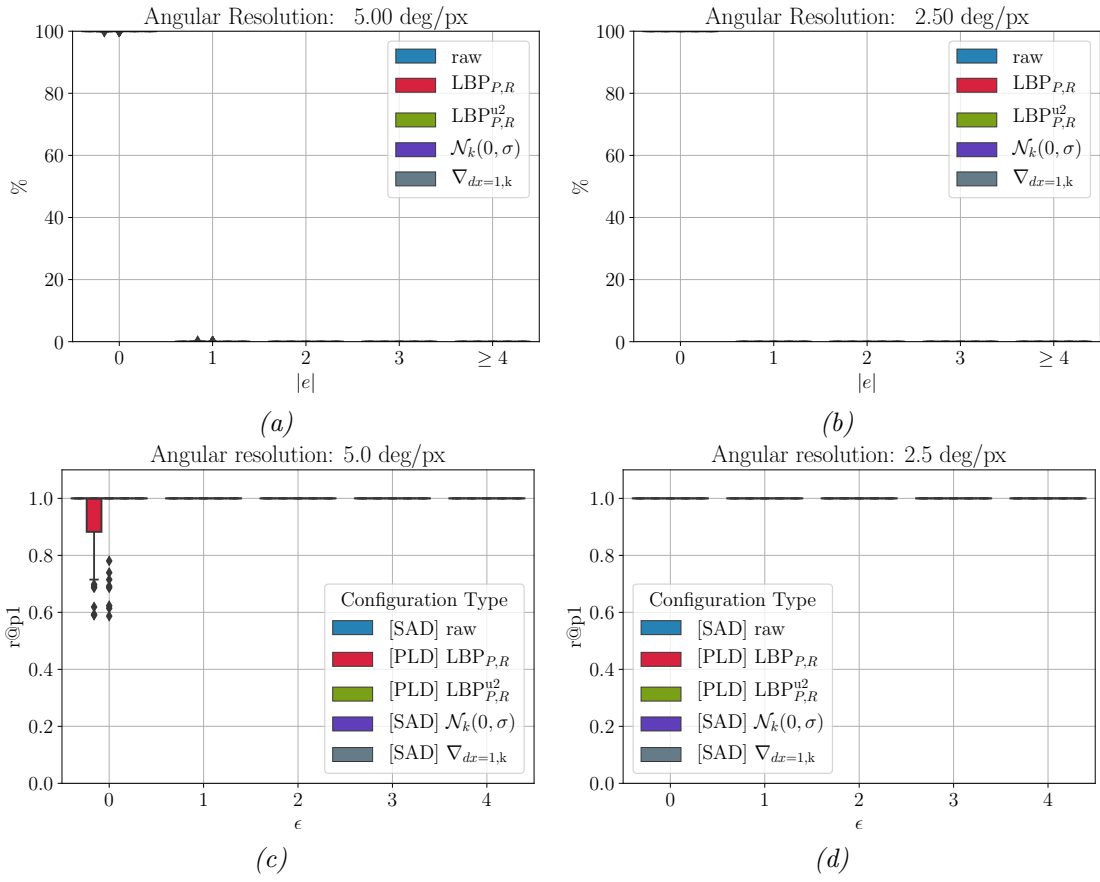 Angular Resolution: 5.00 deg/px
100
80
60
40
20
0
%
raw
LBP_{P,R}
LBP^{u2}_{P,R}
𝒩_k(0, σ)
∇_{dx=1,k}
0 1 2 3 ≥ 4
|e|
(a)
Angular Resolution: 2.50 deg/px
100
80
60
40
20
0
%
raw
LBP_{P,R}
LBP^{u2}_{P,R}
𝒩_k(0, σ)
∇_{dx=1,k}
0 1 2 3 ≥ 4
|e|
(b)
Angular resolution: 5.0 deg/px
1.0
0.8
0.6
0.4
0.2
0.0
r@p1
Configuration Type
[SAD] raw
[PLD] LBP_{P,R}
[PLD] LBP^{u2}_{P,R}
[SAD] 𝒩_k(0, σ)
[SAD] ∇_{dx=1,k}
0 1 2 3 4
ϵ
(c)
Angular resolution: 2.5 deg/px
1.0
0.8
0.6
0.4
0.2
0.0
r@p1
Configuration Type
[SAD] raw
[PLD] LBP_{P,R}
[PLD] LBP^{u2}_{P,R}
[SAD] 𝒩_k(0, σ)
[SAD] ∇_{dx=1,k}
0 1 2 3 4
ϵ
(d)